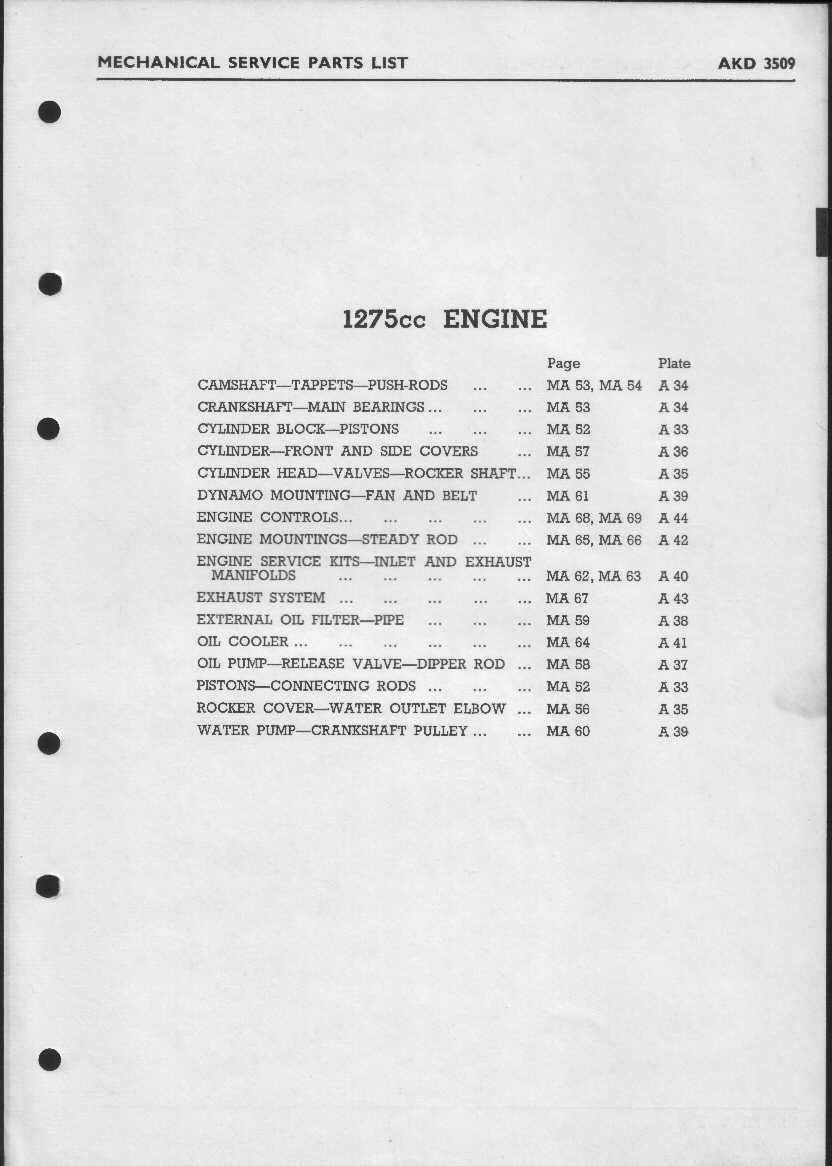 MECHANICAL SERVICE PARTS LIST AKD 3509
1275cc ENGINE
Page Plate
CAMSHAFT—TAPPETS—PUSH-RODS ... ... MA 53, MA 54 A 34
CRANKSHAFT—MAIN BEARINGS ... ... ... MA 53 A 34
CYLINDER BLOCK—PISTONS ... ... ... MA 52 A 33
CYLINDER—FRONT AND SIDE COVERS ... MA 57 A 36
CYLINDER HEAD—VALVES—ROCKER SHAFT... MA 55 A 35
DYNAMO MOUNTING—FAN AND BELT ... MA 61 A 39
ENGINE CONTROLS... ... ... ... ... MA 68, MA 69 A 44
ENGINE MOUNTINGS—STEADY ROD ... ... MA 65, MA 66 A 42
ENGINE SERVICE KITS—INLET AND EXHAUST
MANIFOLDS ... ... ... ... ... MA 62, MA 63 A 40
EXHAUST SYSTEM ... ... ... ... ... MA 67 A 43
EXTERNAL OIL FILTER—PIPE ... ... ... MA 59 A 38
OIL COOLER ... ... ... ... ... ... MA 64 A 41
OIL PUMP—RELEASE VALVE—DIPPER ROD ... MA 58 A 37
PISTONS—CONNECTING RODS ... ... ... MA 52 A 33
ROCKER COVER—WATER OUTLET ELBOW ... MA 56 A 35
WATER PUMP—CRANKSHAFT PULLEY ... ... MA 60 A 39